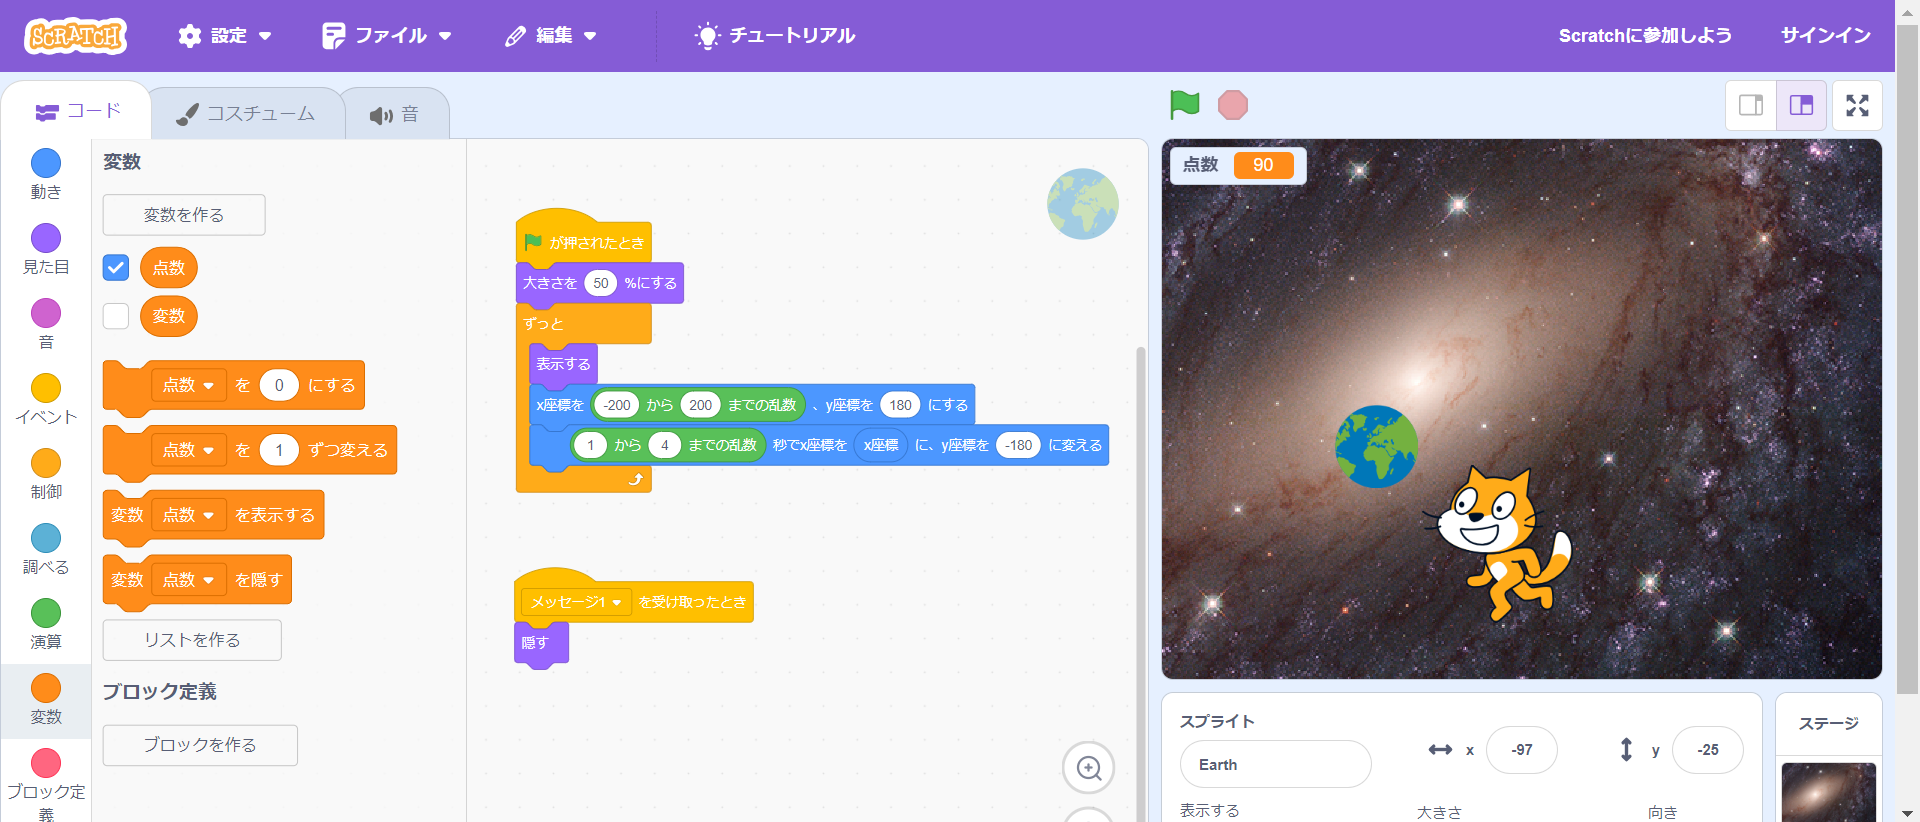 SCRATCH 設定 ファイル 編集 チュートリアル Scratchに参加しよう サインイン
コード コスチューム 音
動き
見た目
音
イベント
制御
調べる
演算
変数
ブロック定
義
変数
変数を作る
点数
変数
点数 を 0 にする
点数 を 1 ずつ変える
変数 点数 を表示する
変数 点数 を隠す
リストを作る
ブロック定義
ブロックを作る
が押されたとき
大きさを 50 %にする
ずっと
表示する
x座標を -200 から 200 までの乱数 、y座標を 180 にする
1 から 4 までの乱数 秒でx座標を x座標 に、y座標を -180 に変える
メッセージ1 を受け取ったとき
隠す
点数 90
スプライト
Earth
x -97 y -25
表示する 大きさ 向き
ステージ